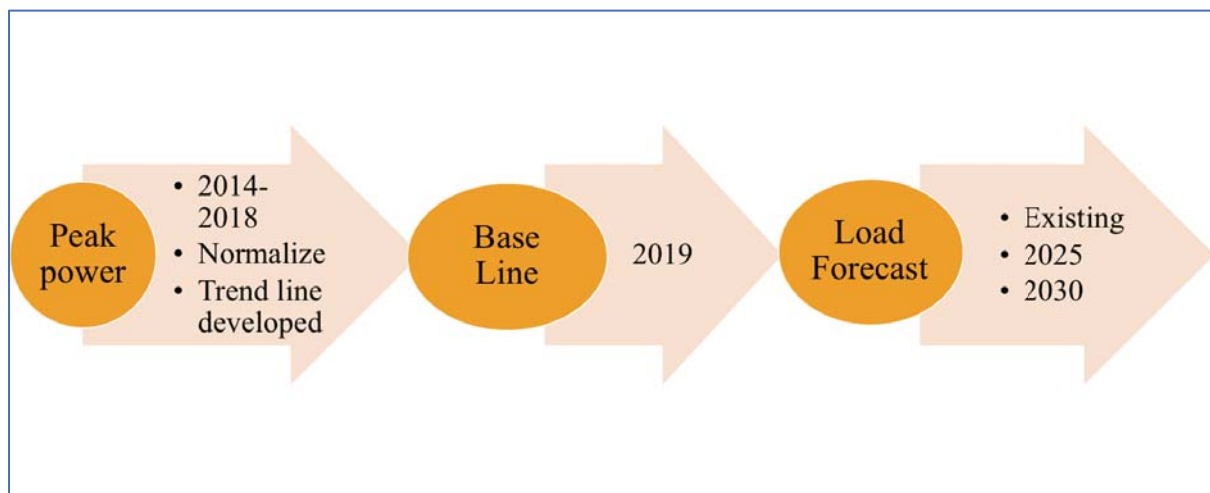 Peak
power
• 2014-
2018
• Normalize
• Trend line
developed
Base
Line
2019
Load
Forecast
• Existing
• 2025
• 2030